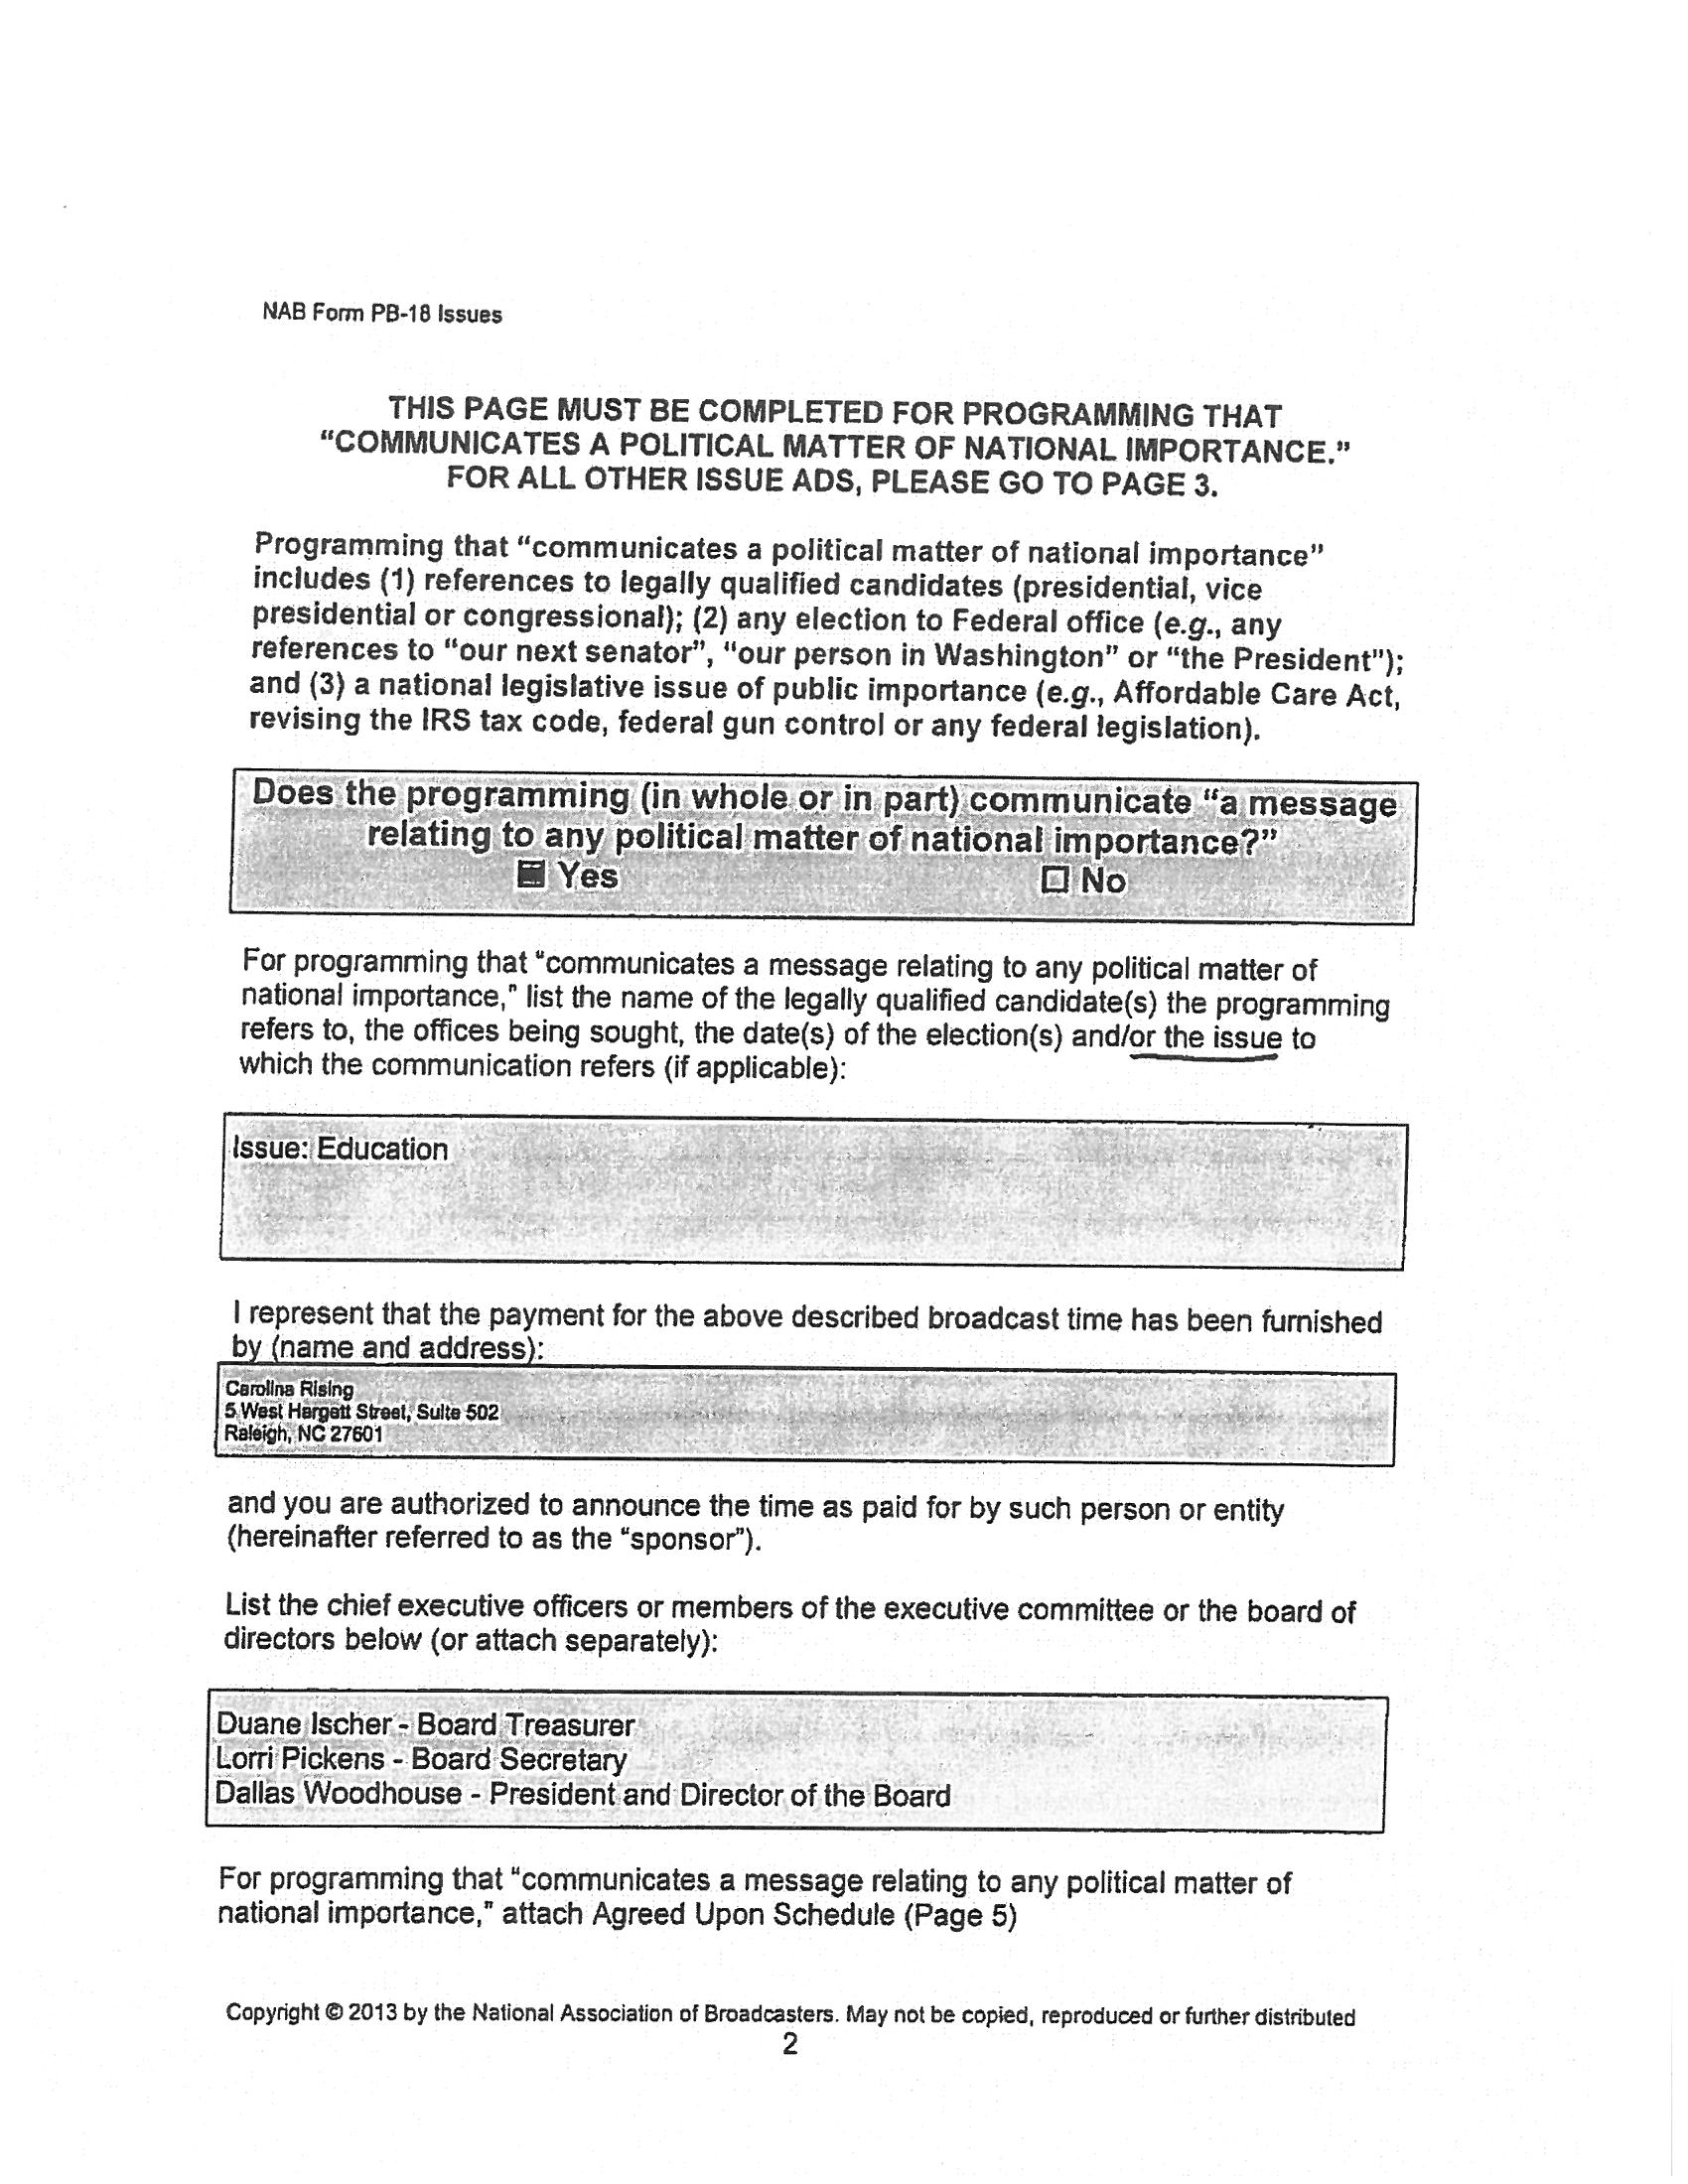 NAB Form PB-18 Issues
THIS PAGE MUST BE COMPLETED FOR PROGRAMMING THAT
“COMMUNICATES A POLITICAL MATTER OF NATIONAL IMPORTANCE.”
FOR ALL OTHER ISSUE ADS, PLEASE GO TO PAGE 3.
Programming that “communicates a political matter of national importance”
includes (1) references to legally qualified candidates (presidential, vice
presidential or congressional); (2) any election to Federal office (e.g., any
references to “our next senator”, “our person in Washington” or “the President”);
and (3) a national legislative issue of public importance (e.g., Affordable Care Act,
revising the IRS tax code, federal gun control or any federal legislation).
Does the programming (in whole or in part) communicate “a message
relating to any political matter of national importance?”
Yes No
For programming that “communicates a message relating to any political matter of
national importance,” list the name of the legally qualified candidate(s) the programming
refers to, the offices being sought, the date(s) of the election(s) and/or the issue to
which the communication refers (if applicable):
Issue: Education
I represent that the payment for the above described broadcast time has been furnished
by (name and address):
Carolina Rising
5 West Hargett Street, Suite 502
Raleigh, NC 27601
and you are authorized to announce the time as paid for by such person or entity
(hereinafter referred to as the “sponsor”).
List the chief executive officers or members of the executive committee or the board of
directors below (or attach separately):
Duane Ischer - Board Treasurer
Lorri Pickens - Board Secretary
Dallas Woodhouse - President and Director of the Board
For programming that “communicates a message relating to any political matter of
national importance,” attach Agreed Upon Schedule (Page 5)
Copyright © 2013 by the National Association of Broadcasters. May not be copied, reproduced or further distributed
2